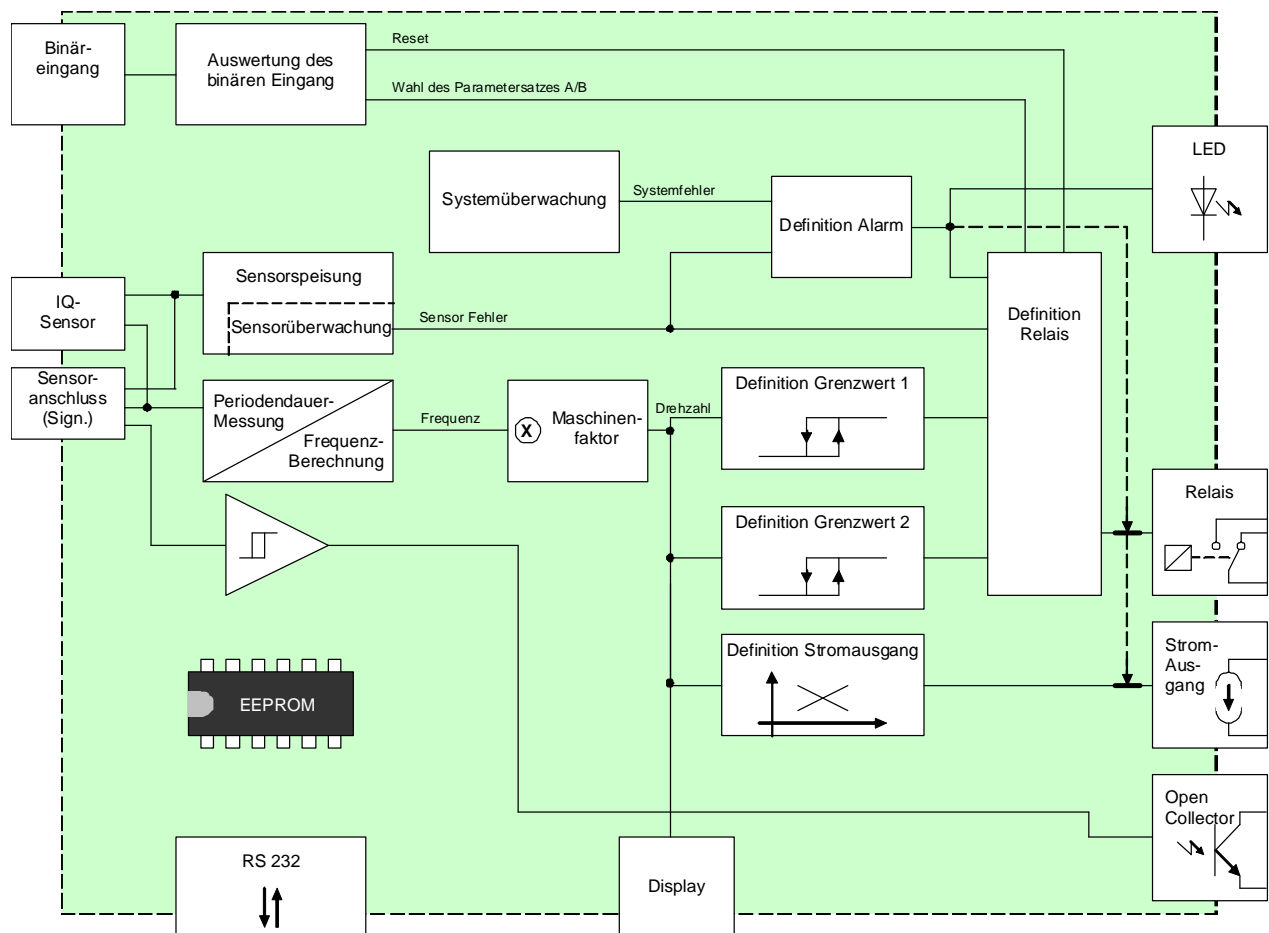 Binär-
eingang
Auswertung des
binären Eingang
Reset
Wahl des Parametersatzes A/B
LED
Systemüberwachung
Systemfehler
Definition Alarm
IQ-
Sensor
Sensorspeisung
Sensorüberwachung
Sensor Fehler
Definition
Relais
Sensor-
anschluss
(Sign.)
Periodendauer-
Messung
Frequenz-
Berechnung
Frequenz
X
Maschinen-
faktor
Drehzahl
Definition Grenzwert 1
Definition Grenzwert 2
Relais
Definition Stromausgang
Strom-
Aus-
gang
EEPROM
Open
Collector
RS 232
Display